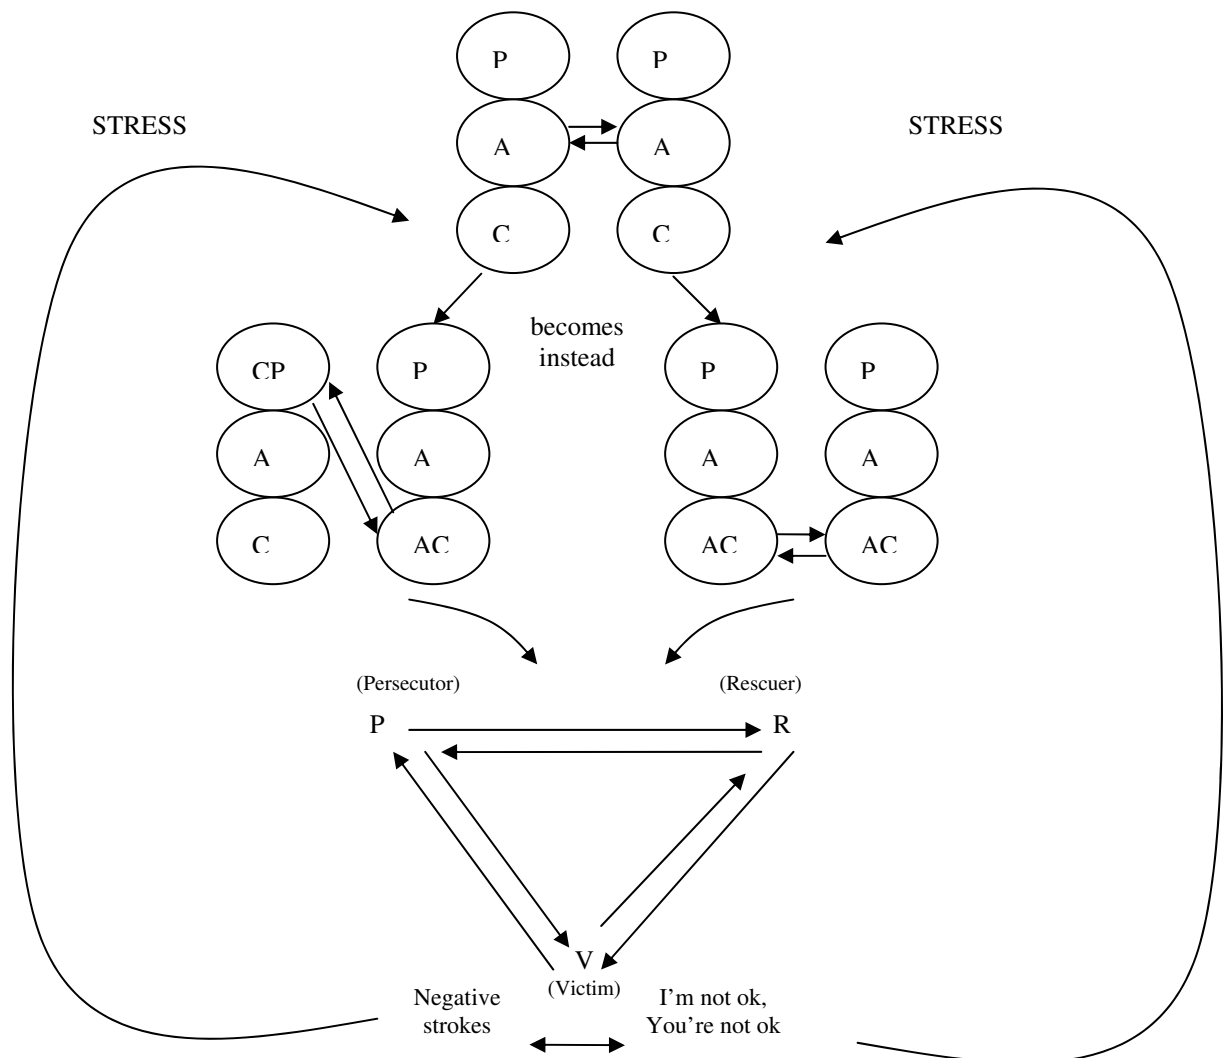 P P
STRESS STRESS
A A
C C
becomes
instead
CP P P P
A A A A
C AC AC AC
(Persecutor) (Rescuer)
P R
V
(Victim)
Negative
strokes
I'm not ok,
You're not ok